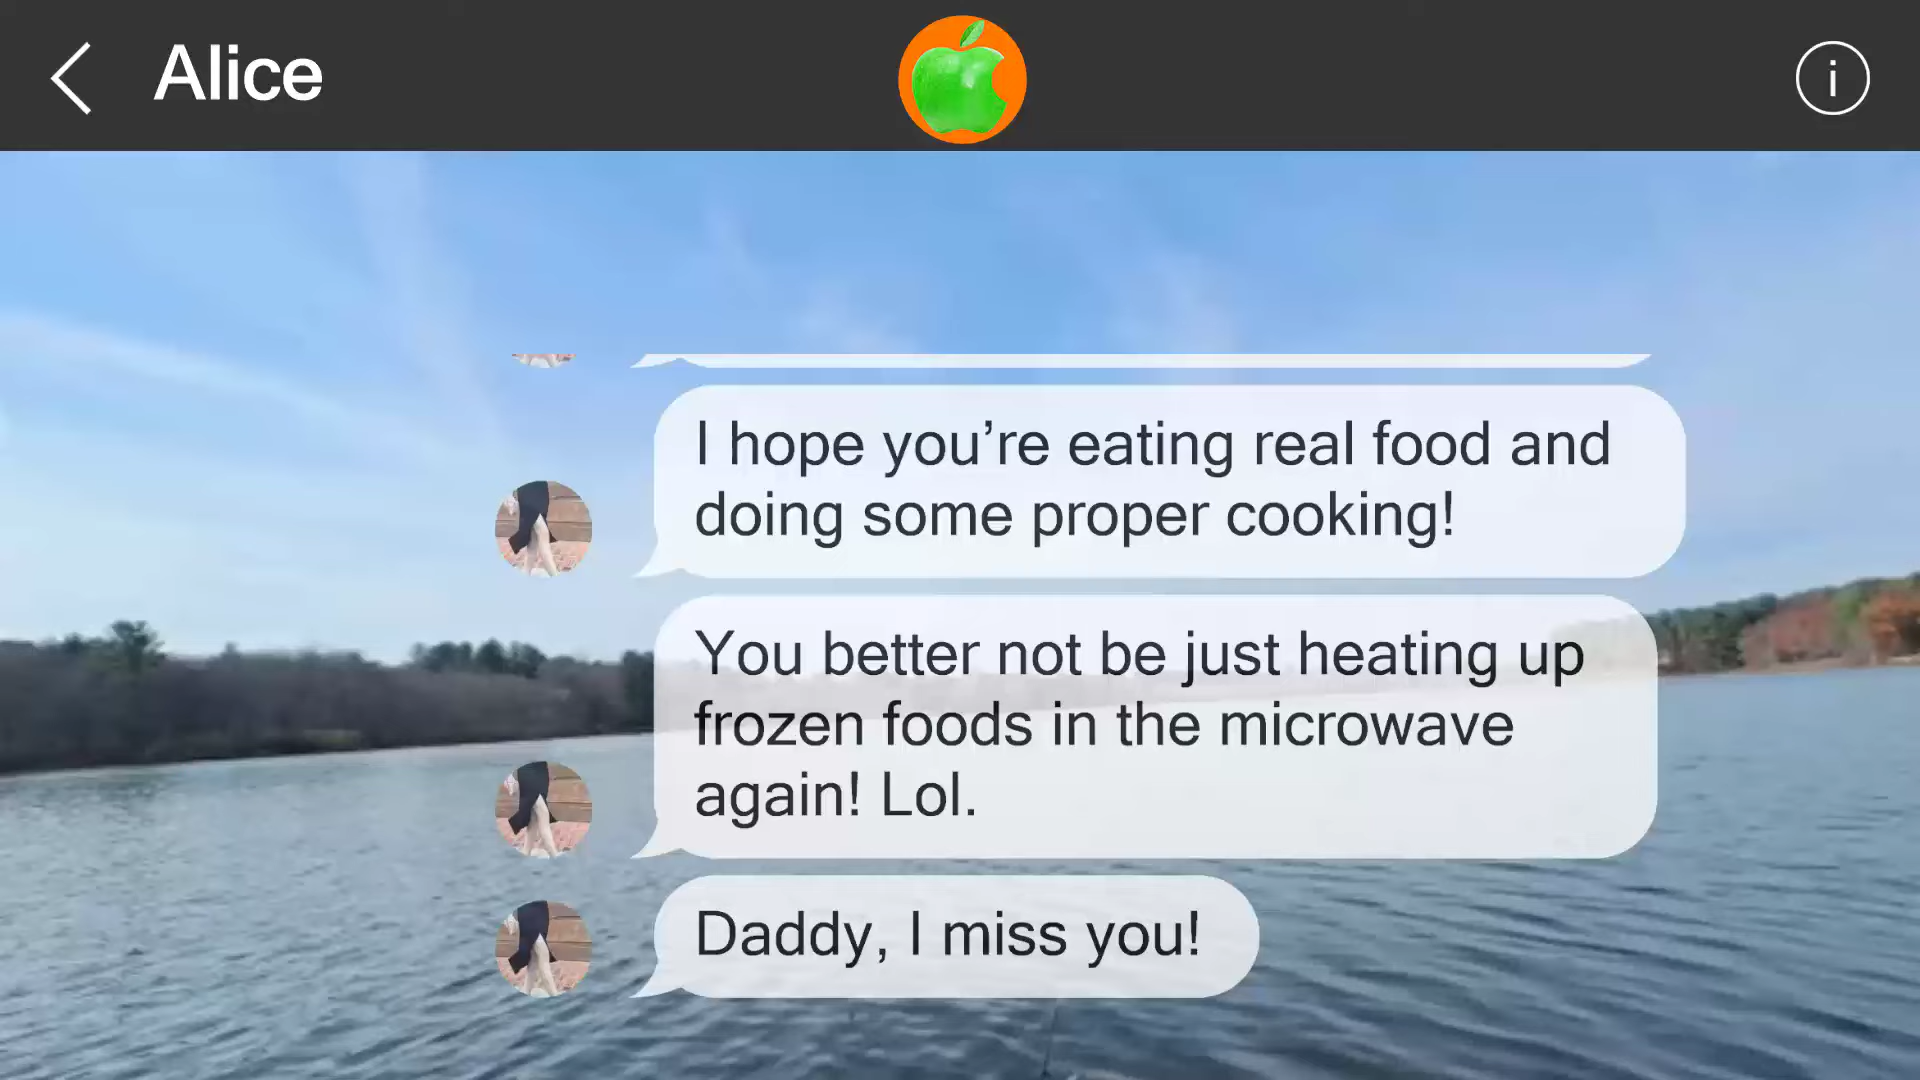 Alice
I hope you’re eating real food and
doing some proper cooking!
You better not be just heating up
frozen foods in the microwave
again! Lol.
Daddy, I miss you!